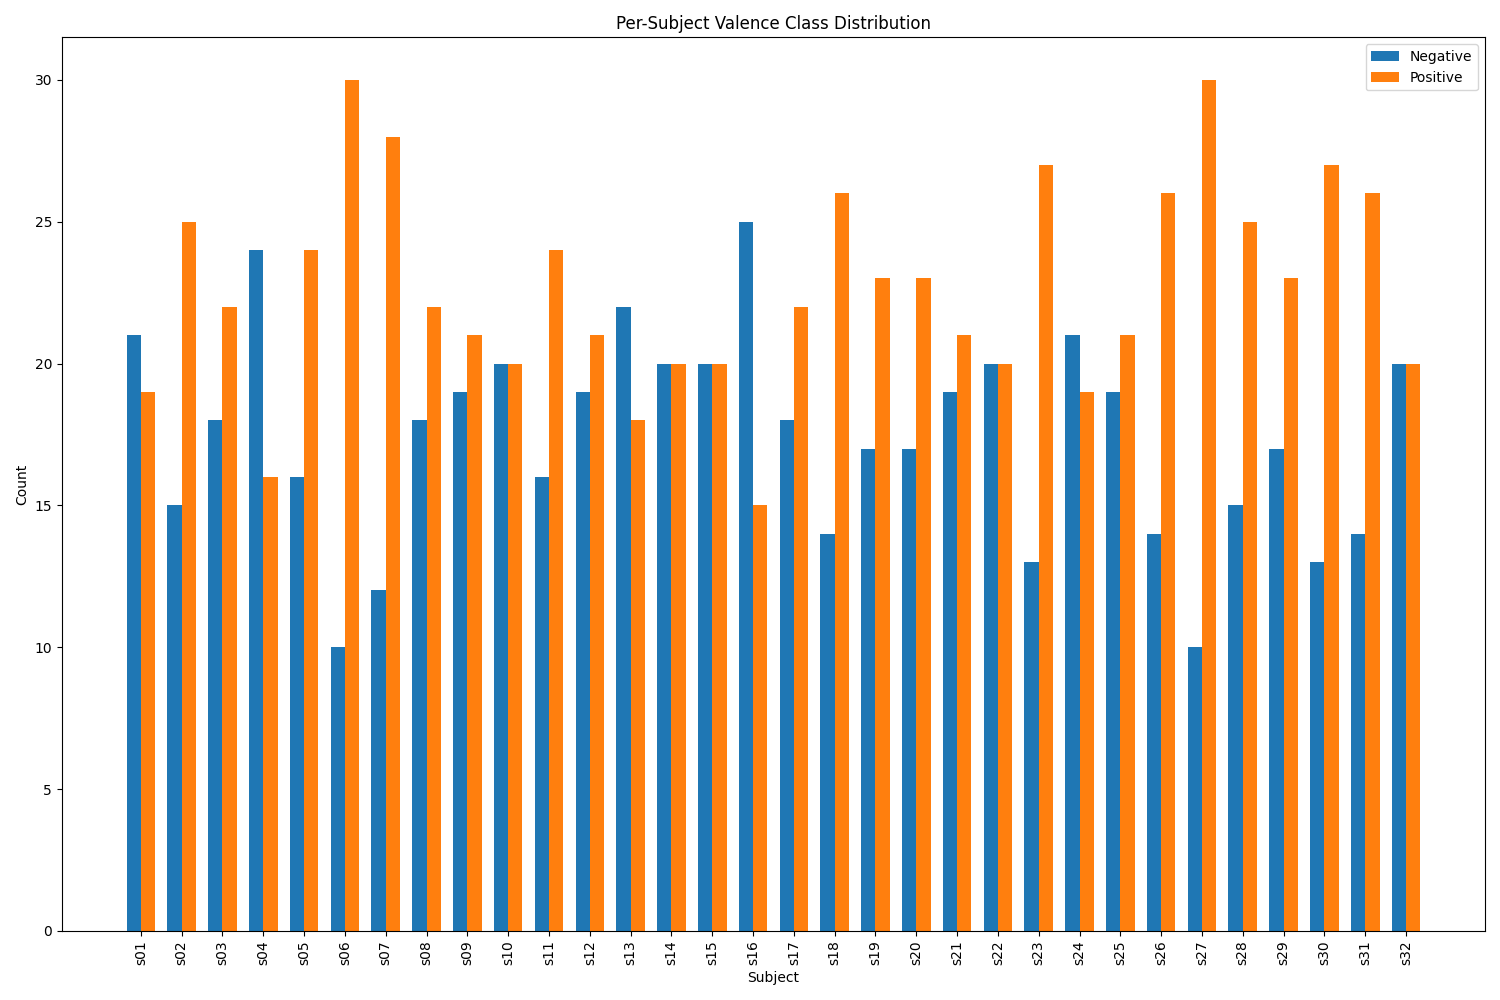 Per-Subject Valence Class Distribution
Negative
Positive
Count
30
25
20
15
10
5
0
s01 s02 s03 s04 s05 s06 s07 s08 s09 s10 s11 s12 s13 s14 s15 s16 s17 s18 s19 s20 s21 s22 s23 s24 s25 s26 s27 s28 s29 s30 s31 s32
Subject